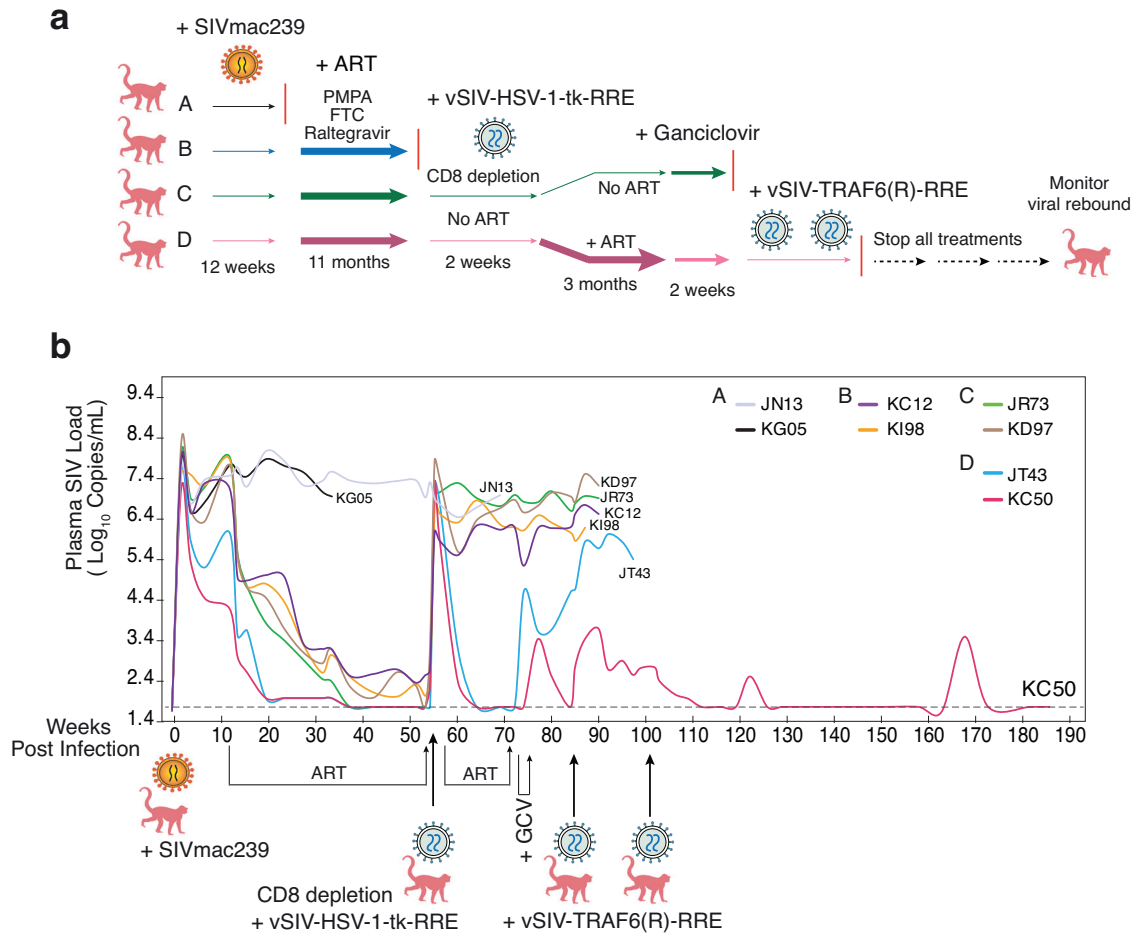 a
+ SIVmac239
+ ART
PMPA
FTC
Raltegravir
+ vSIV-HSV-1-tk-RRE
+ Ganciclovir
A
B
C
D
CD8 depletion
No ART
No ART
+ ART
+ vSIV-TRAF6(R)-RRE
Stop all treatments
Monitor
viral rebound
12 weeks
11 months
2 weeks
3 months
2 weeks
b
Plasma SIV Load
( Log10 Copies/mL)
9.4
8.4
7.4
6.4
5.4
4.4
3.4
2.4
1.4
A
JN13
KG05
B
KC12
KI98
C
JR73
KD97
D
JT43
KC50
KG05
JN13
KD97
JR73
KC12
KI98
JT43
KC50
Weeks
Post Infection
0 10 20 30 40 50 60 70 80 90 100 110 120 130 140 150 160 170 180 190
ART
ART
+ GCV
+ SIVmac239
CD8 depletion
+ vSIV-HSV-1-tk-RRE
+ vSIV-TRAF6(R)-RRE